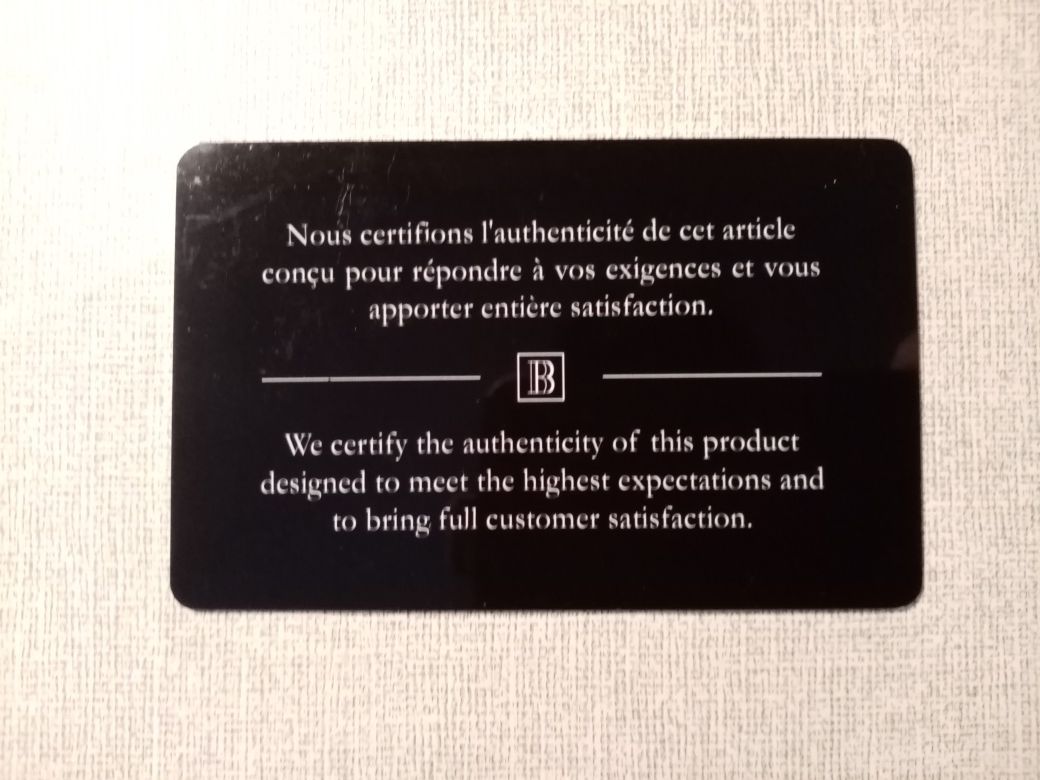 Nous certifions l'authenticité de cet article
conçu pour répondre à vos exigences et vous
apporter entière satisfaction.
B
We certify the authenticity of this product
designed to meet the highest expectations and
to bring full customer satisfaction.